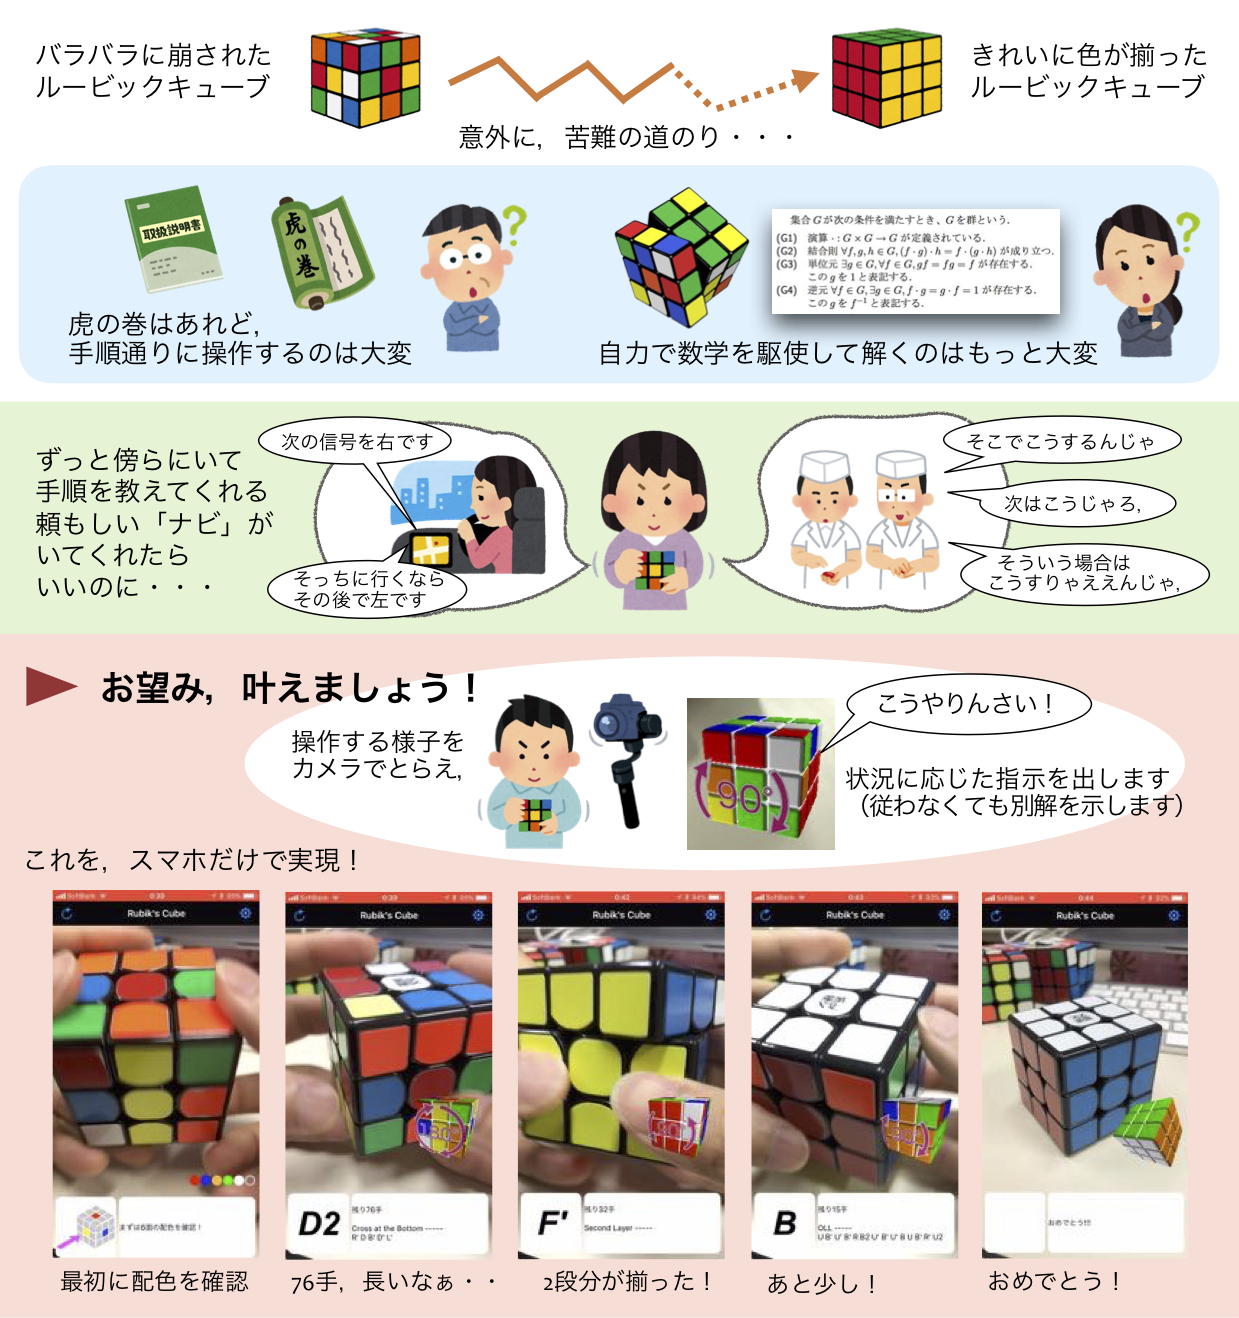 バラバラに崩された
ルービックキューブ
きれいに色が揃った
ルービックキューブ
意外に，苦難の道のり・・・
取扱説明書
虎の巻
?
虎の巻はあれど，
手順通りに操作するのは大変
集合 G が次の条件を満たすとき、G を群という.
(G1) 演算 · : G × G → G が定義されている.
(G2) 結合則 ∀f, g, h ∈ G, (f · g) · h = f · (g · h) が成り立つ.
(G3) 単位元 ∃g ∈ G, ∀f ∈ G, gf = fg = f が存在する.
この g を 1 と表記する.
(G4) 逆元 ∀f ∈ G, ∃g ∈ G, f · g = g · f = 1 が存在する.
この g を f⁻¹ と表記する.
?
自力で数学を駆使して解くのはもっと大変
ずっと傍らにいて
手順を教えてくれる
頼もしい「ナビ」が
いてくれたら
いいのに・・・
次の信号を右です
そっちに行くなら
その後で左です
そこでこうするんじゃ
次はこうじゃろ，
そういう場合は
こうすりゃええんじゃ，
お望み，叶えましょう！
操作する様子を
カメラでとらえ，
90°
こうやりんさい！
状況に応じた指示を出します
（従わなくても別解を示します）
これを，スマホだけで実現！
SoftBank 0:39
Rubik's Cube
まずは6面の配色を確認！
最初に配色を確認
SoftBank 0:39
Rubik's Cube
180°
D2
残り76手
Cross at the Bottom -----
R' D B' D' L'
76手，長いなぁ・・
SoftBank 0:42
Rubik's Cube
F'
残り32手
Second Layer -----
2段分が揃った！
SoftBank 0:43
Rubik's Cube
B
残り15手
OLL -----
U B' U' B' R B2 U' B' U' B U B' R' U2
あと少し！
SoftBank 0:44
Rubik's Cube
おめでとう!!!
おめでとう！